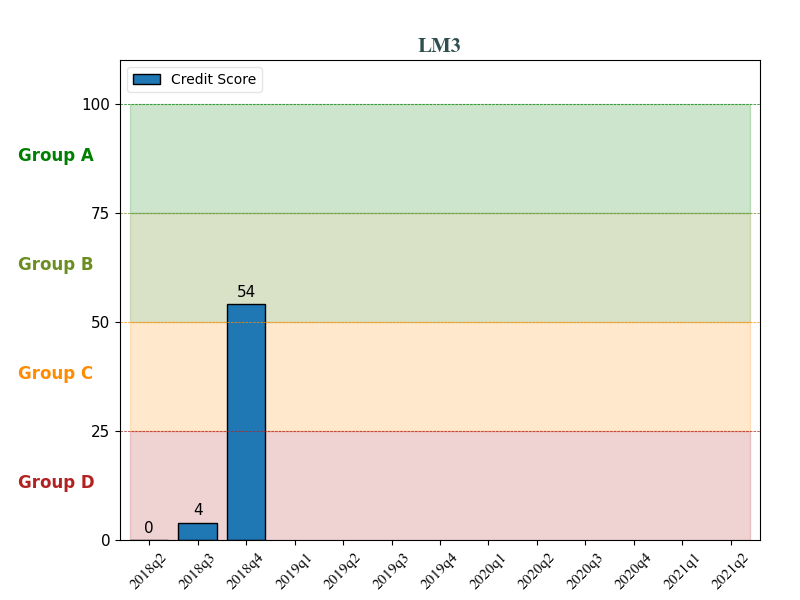 LM3
Credit Score
100
Group A
75
Group B
54
50
Group C
25
Group D
4
0
0
2018q2
2018q3
2018q4
2019q1
2019q2
2019q3
2019q4
2020q1
2020q2
2020q3
2020q4
2021q1
2021q2